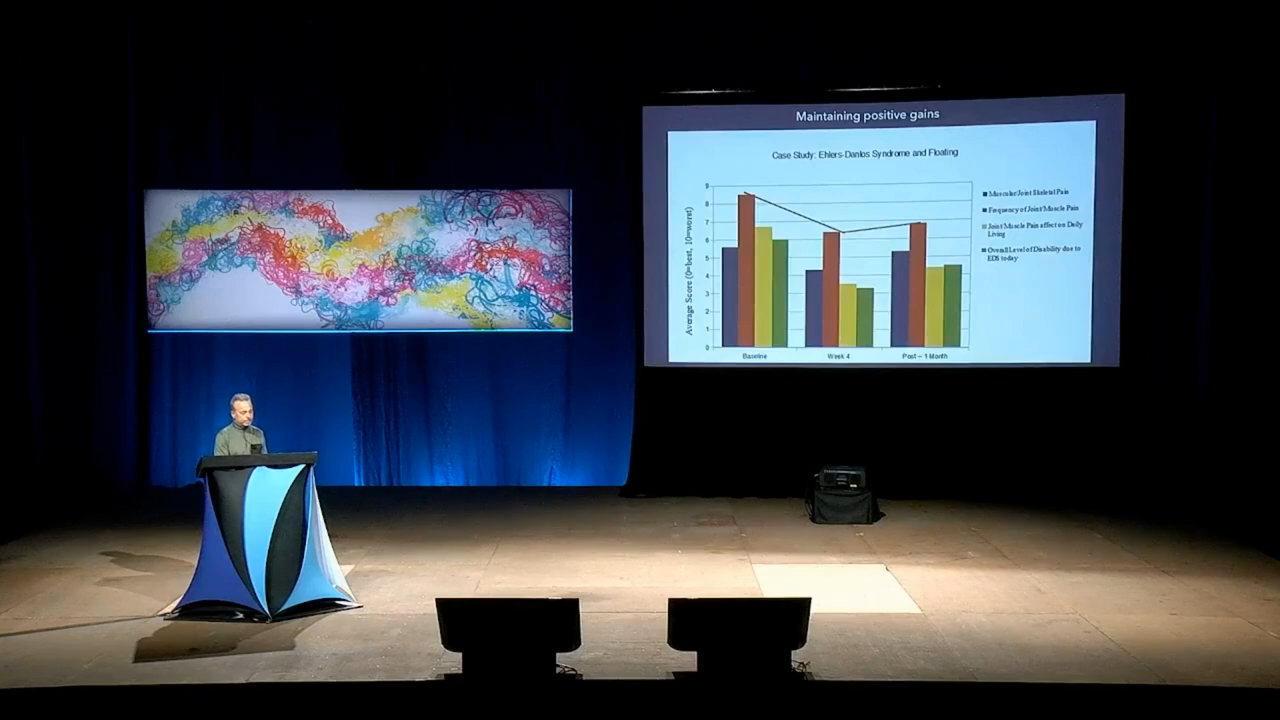 Maintaining positive gains
Case Study: Ehlers-Danlos Syndrome and Floating
Average Score (0=best, 10=worst)
9
8
7
6
5
4
3
2
1
0
Baseline
Week 4
Post – 1 Month
Muscular/Joint Skeletal Pain
Frequency of Joint/Muscle Pain
Joint/Muscle Pain affect on Daily
Living
Overall Level of Disability due to
EDS today